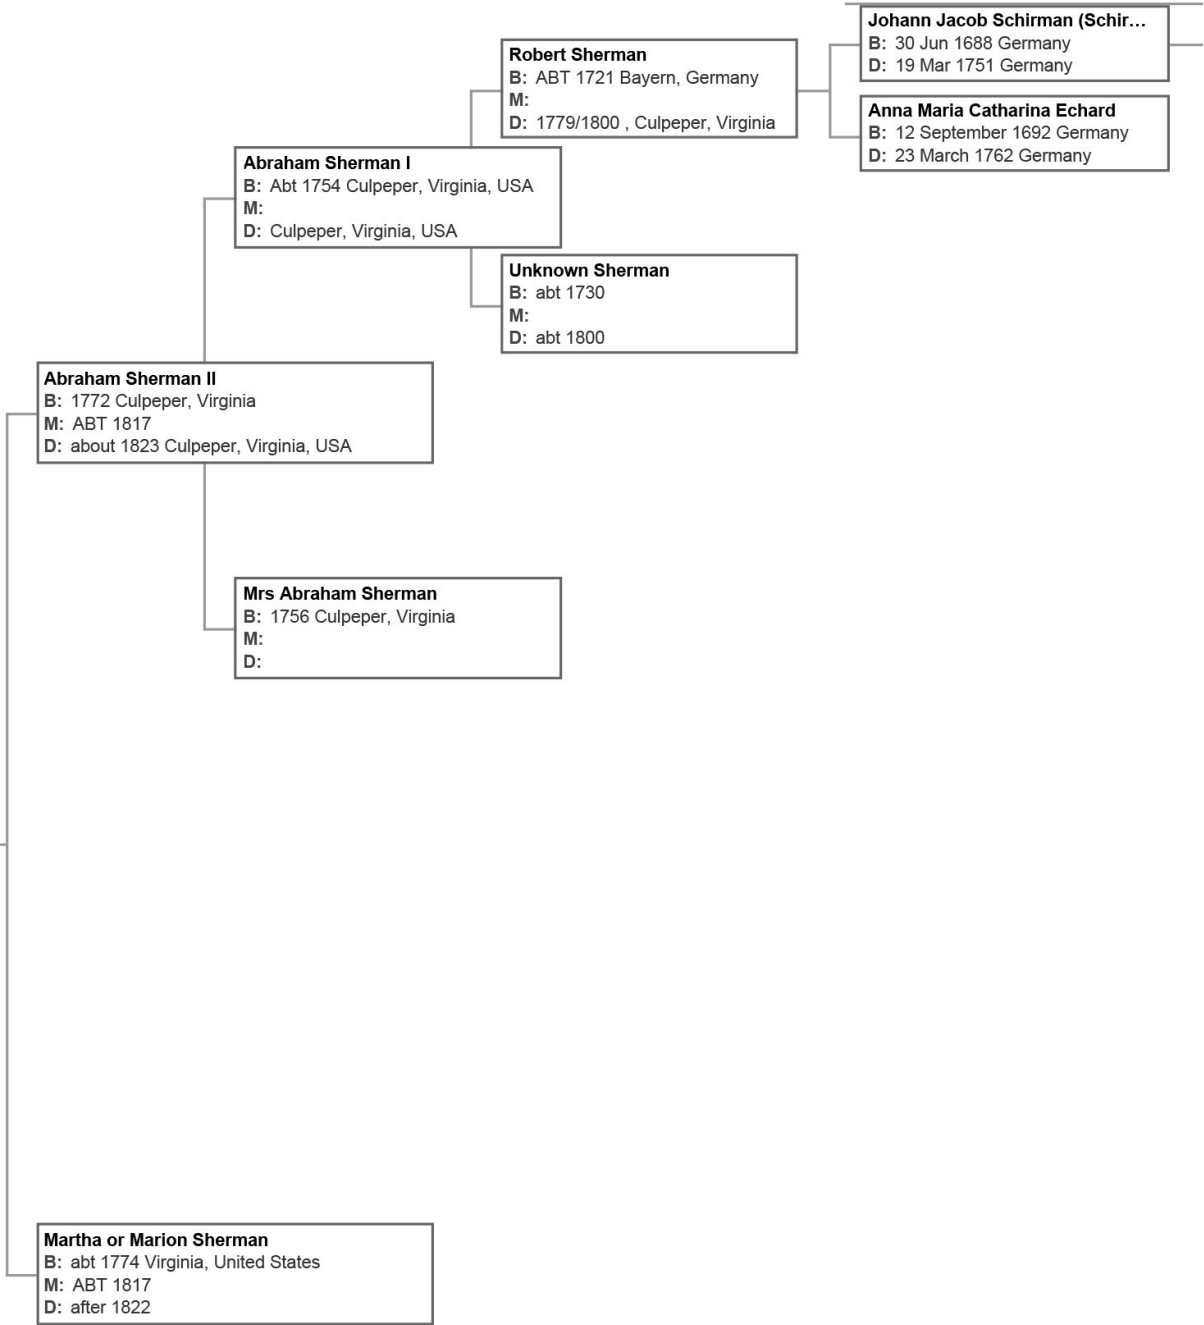 Johann Jacob Schirman (Schir...
B: 30 Jun 1688 Germany
D: 19 Mar 1751 Germany
Robert Sherman
B: ABT 1721 Bayern, Germany
M:
D: 1779/1800 , Culpeper, Virginia
Anna Maria Catharina Echard
B: 12 September 1692 Germany
D: 23 March 1762 Germany
Abraham Sherman I
B: Abt 1754 Culpeper, Virginia, USA
M:
D: Culpeper, Virginia, USA
Unknown Sherman
B: abt 1730
M:
D: abt 1800
Abraham Sherman II
B: 1772 Culpeper, Virginia
M: ABT 1817
D: about 1823 Culpeper, Virginia, USA
Mrs Abraham Sherman
B: 1756 Culpeper, Virginia
M:
D:
Martha or Marion Sherman
B: abt 1774 Virginia, United States
M: ABT 1817
D: after 1822